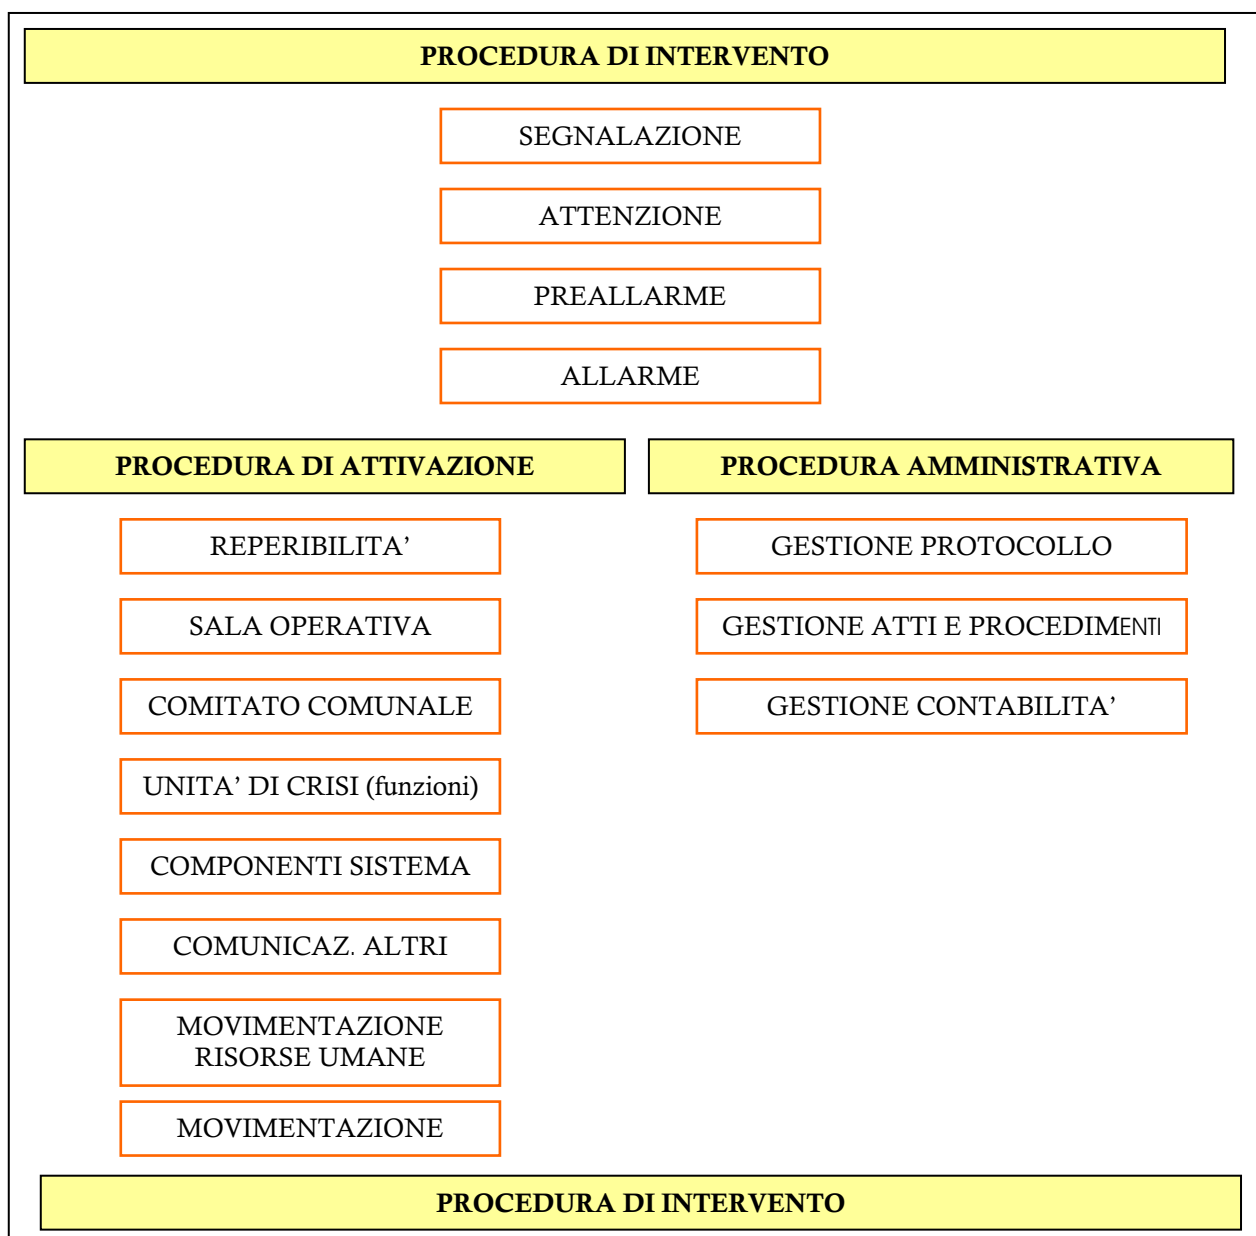 PROCEDURA DI INTERVENTO
SEGNALAZIONE
ATTENZIONE
PREALLARME
ALLARME
PROCEDURA DI ATTIVAZIONE
REPERIBILITA’
SALA OPERATIVA
COMITATO COMUNALE
UNITA’ DI CRISI (funzioni)
COMPONENTI SISTEMA
COMUNICAZ. ALTRI
MOVIMENTAZIONE
RISORSE UMANE
MOVIMENTAZIONE
PROCEDURA AMMINISTRATIVA
GESTIONE PROTOCOLLO
GESTIONE ATTI E PROCEDIMENTI
GESTIONE CONTABILITA’
PROCEDURA DI INTERVENTO